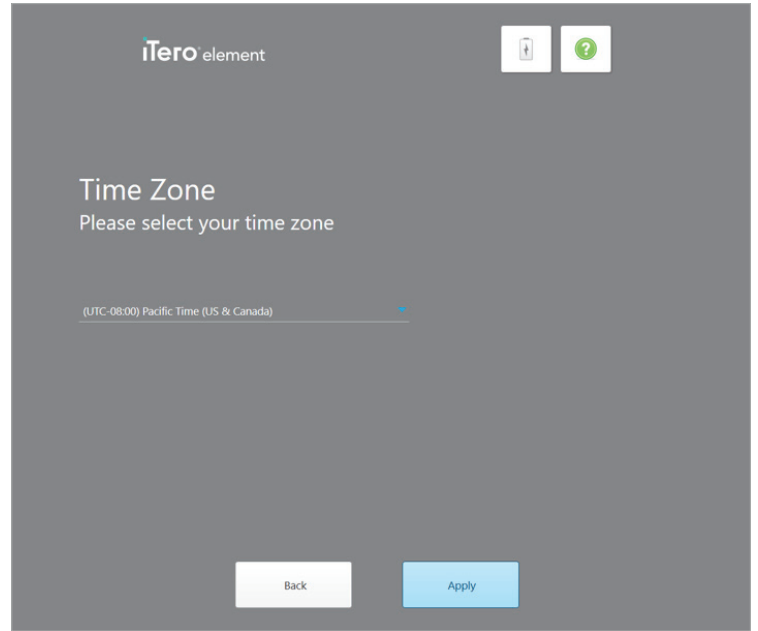 iTero element
?
Time Zone
Please select your time zone
(UTC-08:00) Pacific Time (US & Canada)
Back
Apply